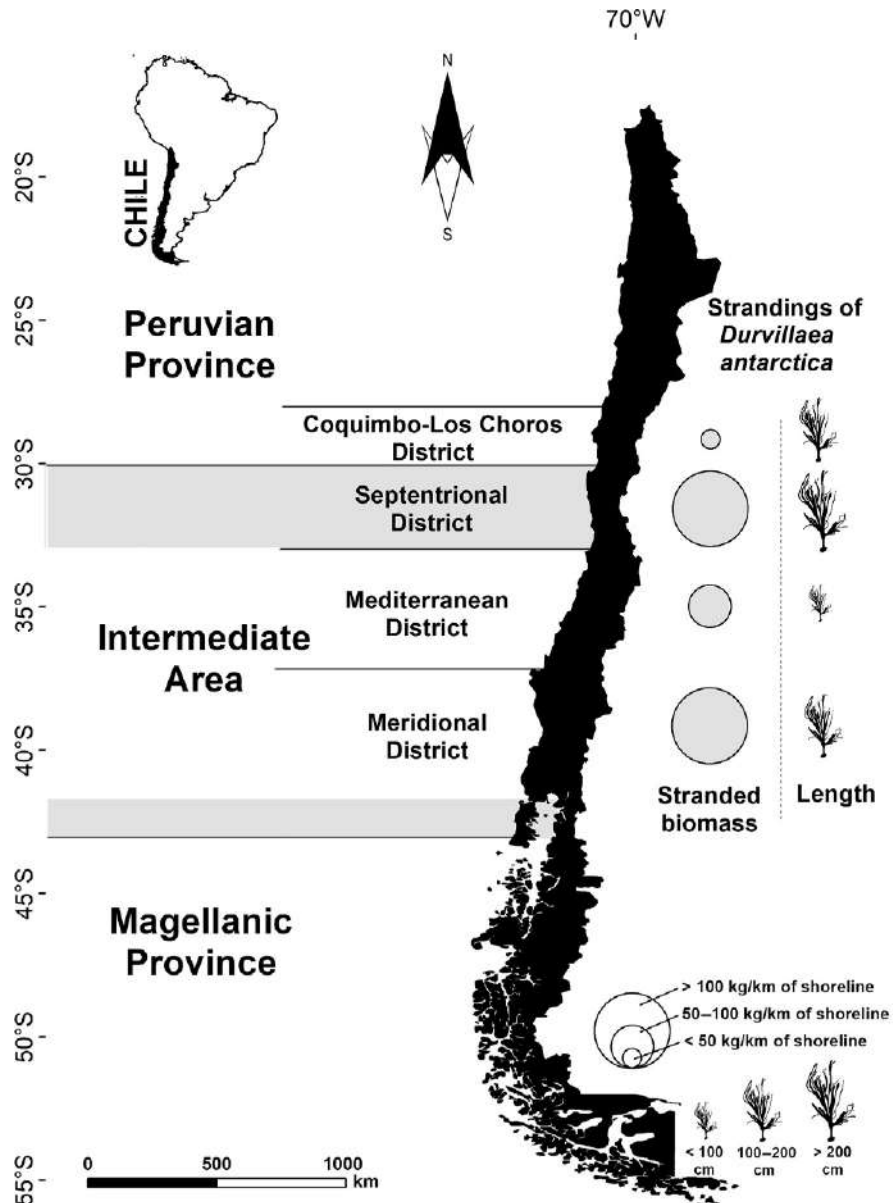 70°W
N
S
CHILE
20°S
25°S
30°S
35°S
40°S
45°S
50°S
55°S
Peruvian
Province
Strandings of
Durvillaea
antarctica
Coquimbo-Los Choros
District
Septentrional
District
Mediterranean
District
Intermediate
Area
Meridional
District
Stranded
biomass
Length
Magellanic
Province
> 100 kg/km of shoreline
50–100 kg/km of shoreline
< 50 kg/km of shoreline
< 100
cm
100–200
cm
> 200
cm
0
500
1000
km